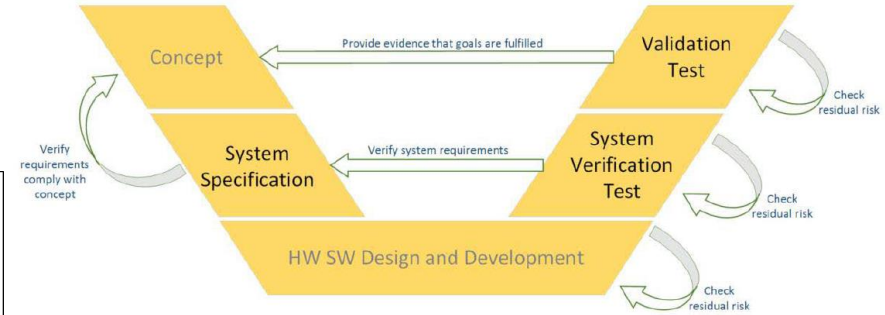 Concept
Provide evidence that goals are fulfilled
Validation
Test
Check
residual risk
Verify
requirements
comply with
concept
System
Specification
Verify system requirements
System
Verification
Test
Check
residual risk
HW SW Design and Development
Check
residual risk